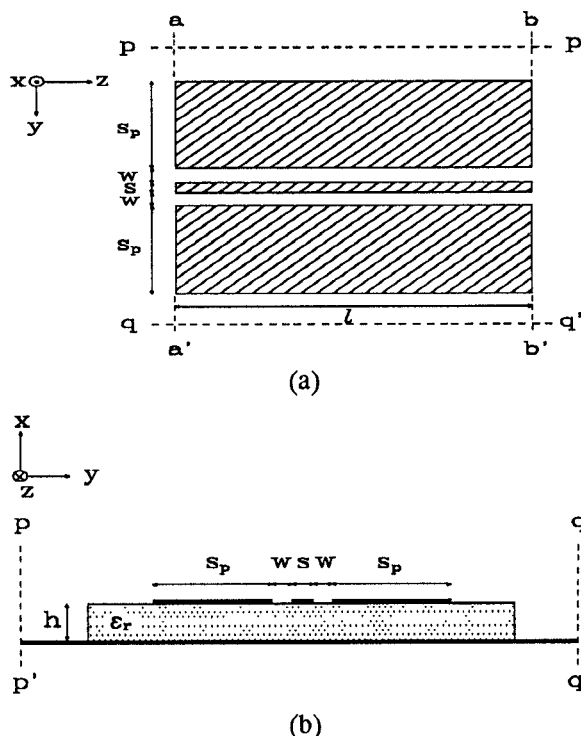 a b
p p
x z
y
s_p
w
s
w
s_p
l
q q'
a' b'
(a)
x
y
z
p q
s_p w s w s_p
h ε_r
p' q
(b)